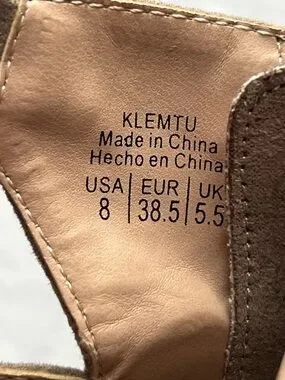 KLEMTU
Made in China
Hecho en China
USA | EUR | UK
8 | 38.5 | 5.5